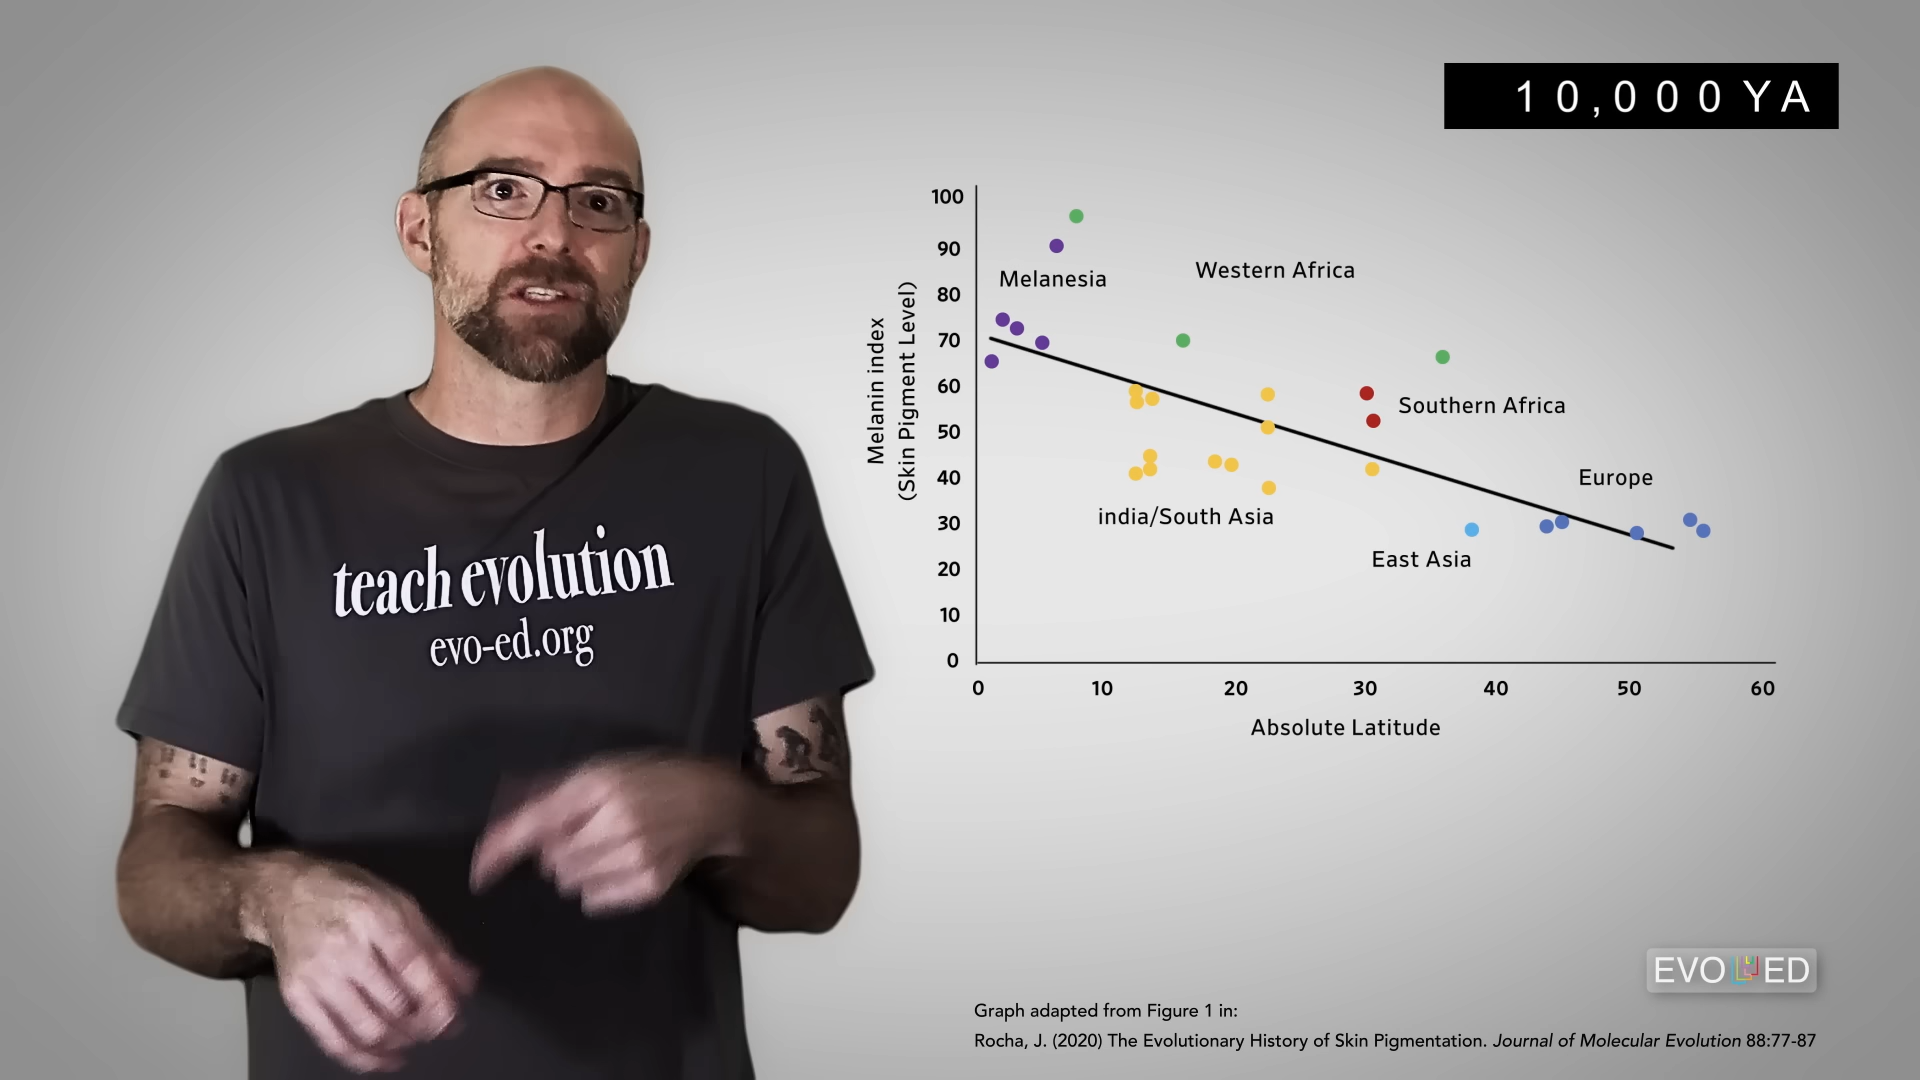 10,000 YA
100
90
80
70
60
50
40
30
20
10
0
Melanin index
(Skin Pigment Level)
Melanesia
Western Africa
Southern Africa
Europe
india/South Asia
East Asia
0 10 20 30 40 50 60
Absolute Latitude
teach evolution
evo-ed.org
EVO ED
Graph adapted from Figure 1 in:
Rocha, J. (2020) The Evolutionary History of Skin Pigmentation. Journal of Molecular Evolution 88:77-87